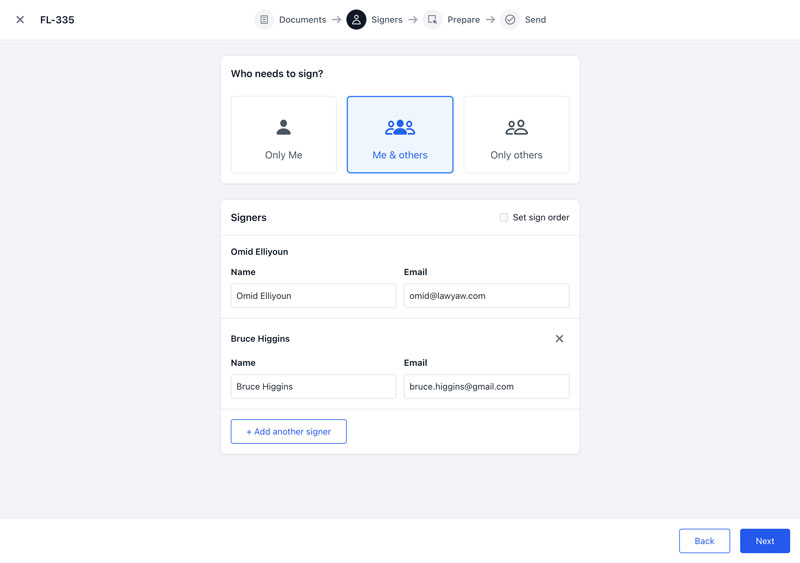 FL-335
Documents
Signers
Prepare
Send
Who needs to sign?
Only Me
Me & others
Only others
Signers
Set sign order
Omid Elliyoun
Name
Email
Omid Elliyoun
omid@lawyaw.com
Bruce Higgins
Name
Email
Bruce Higgins
bruce.higgins@gmail.com
+ Add another signer
Back
Next